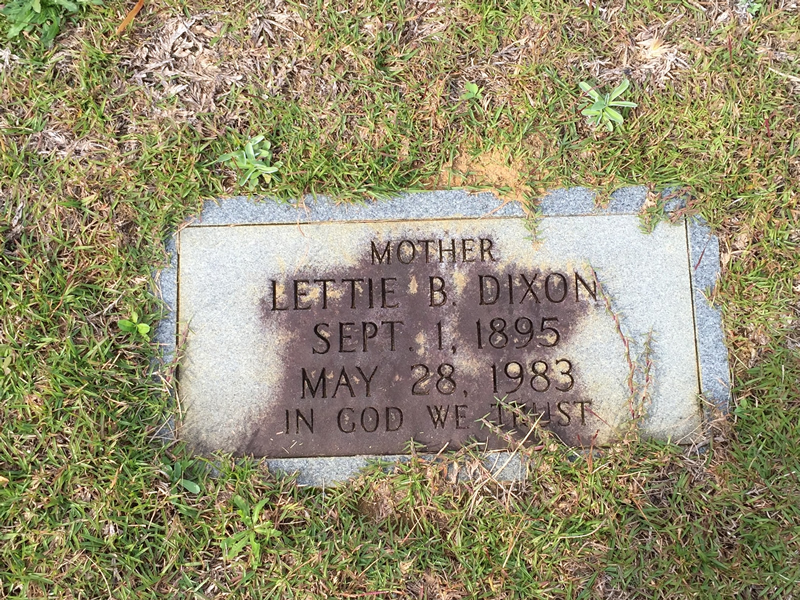 MOTHER
LETTIE B. DIXON
SEPT. 1, 1895
MAY 28, 1983
IN GOD WE TRUST